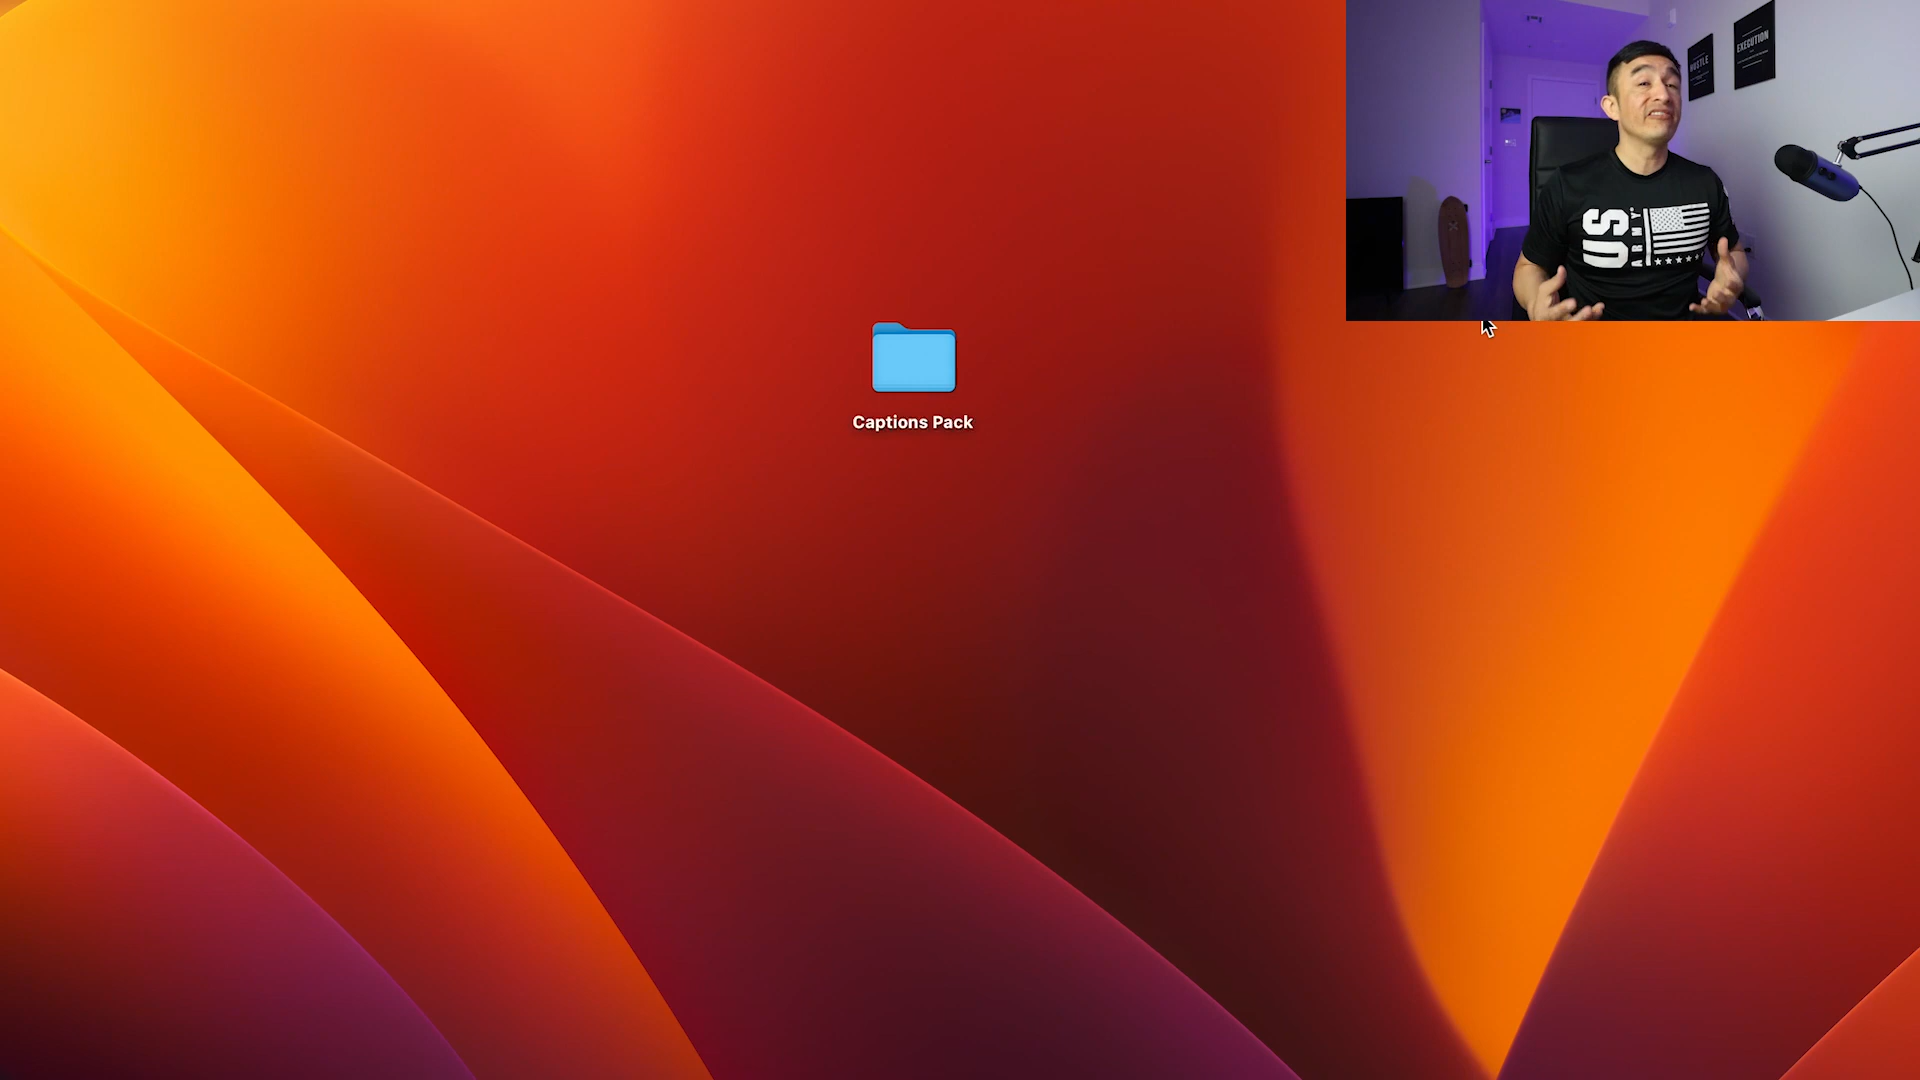 HUSTLE
EXECUTION
US
ARMY
Captions Pack